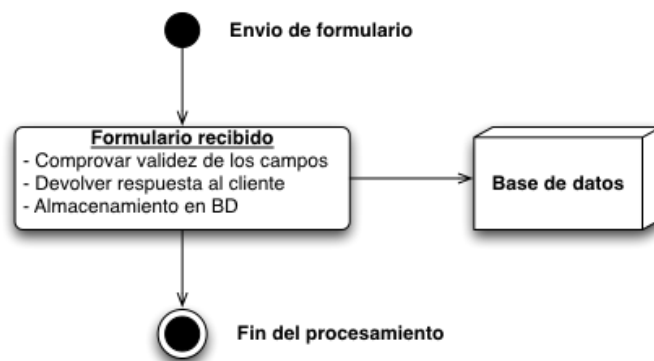 Envio de formulario
Formulario recibido
- Comprovar validez de los campos
- Devolver respuesta al cliente
- Almacenamiento en BD
Base de datos
Fin del procesamiento